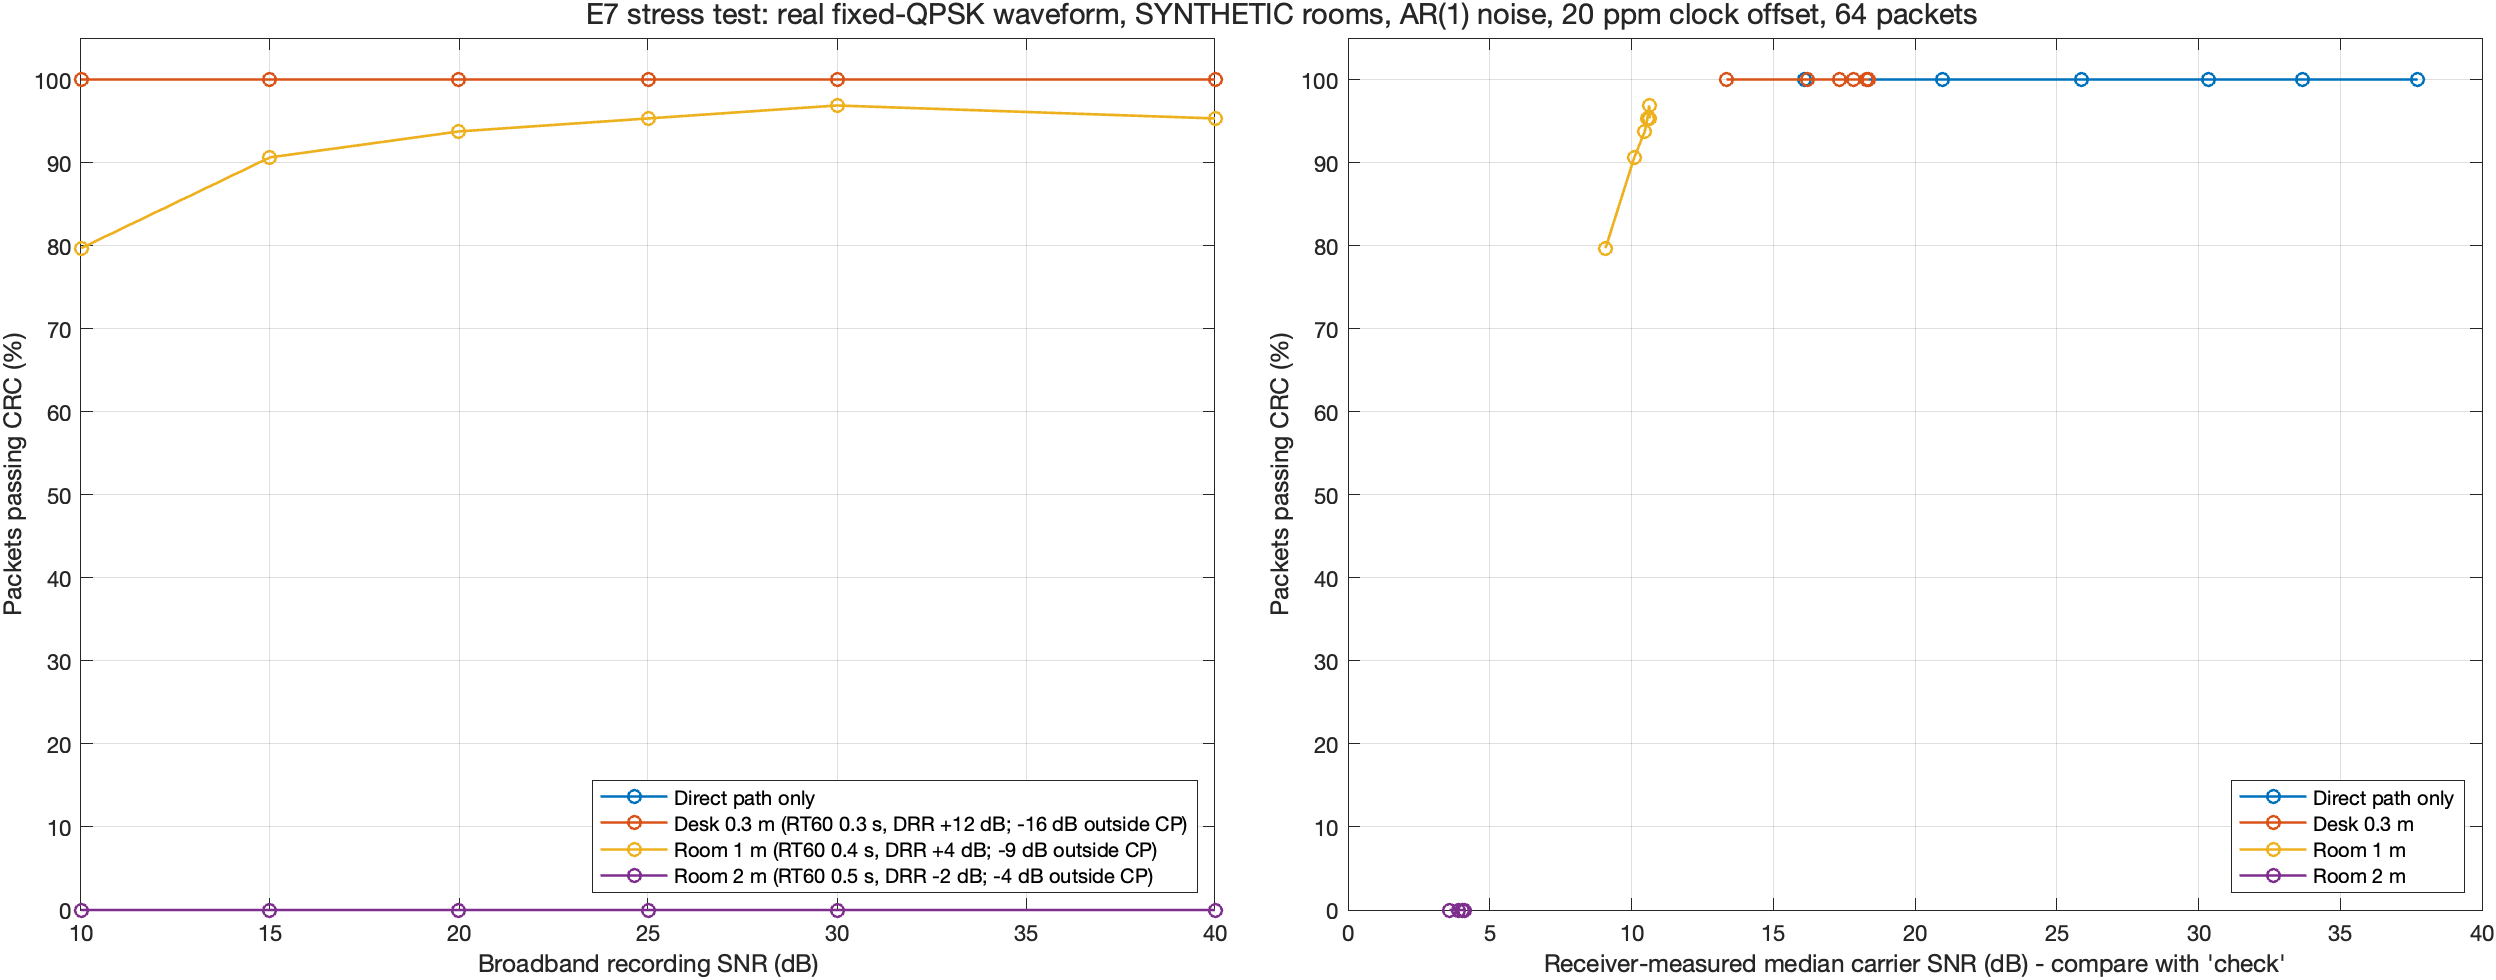 E7 stress test: real fixed-QPSK waveform, SYNTHETIC rooms, AR(1) noise, 20 ppm clock offset, 64 packets
Packets passing CRC (%)
100
90
80
70
60
50
40
30
20
10
0
Direct path only
Desk 0.3 m (RT60 0.3 s, DRR +12 dB; -16 dB outside CP)
Room 1 m (RT60 0.4 s, DRR +4 dB; -9 dB outside CP)
Room 2 m (RT60 0.5 s, DRR -2 dB; -4 dB outside CP)
10 15 20 25 30 35 40
Broadband recording SNR (dB)
Packets passing CRC (%)
100
90
80
70
60
50
40
30
20
10
0
Direct path only
Desk 0.3 m
Room 1 m
Room 2 m
0 5 10 15 20 25 30 35 40
Receiver-measured median carrier SNR (dB) - compare with 'check'